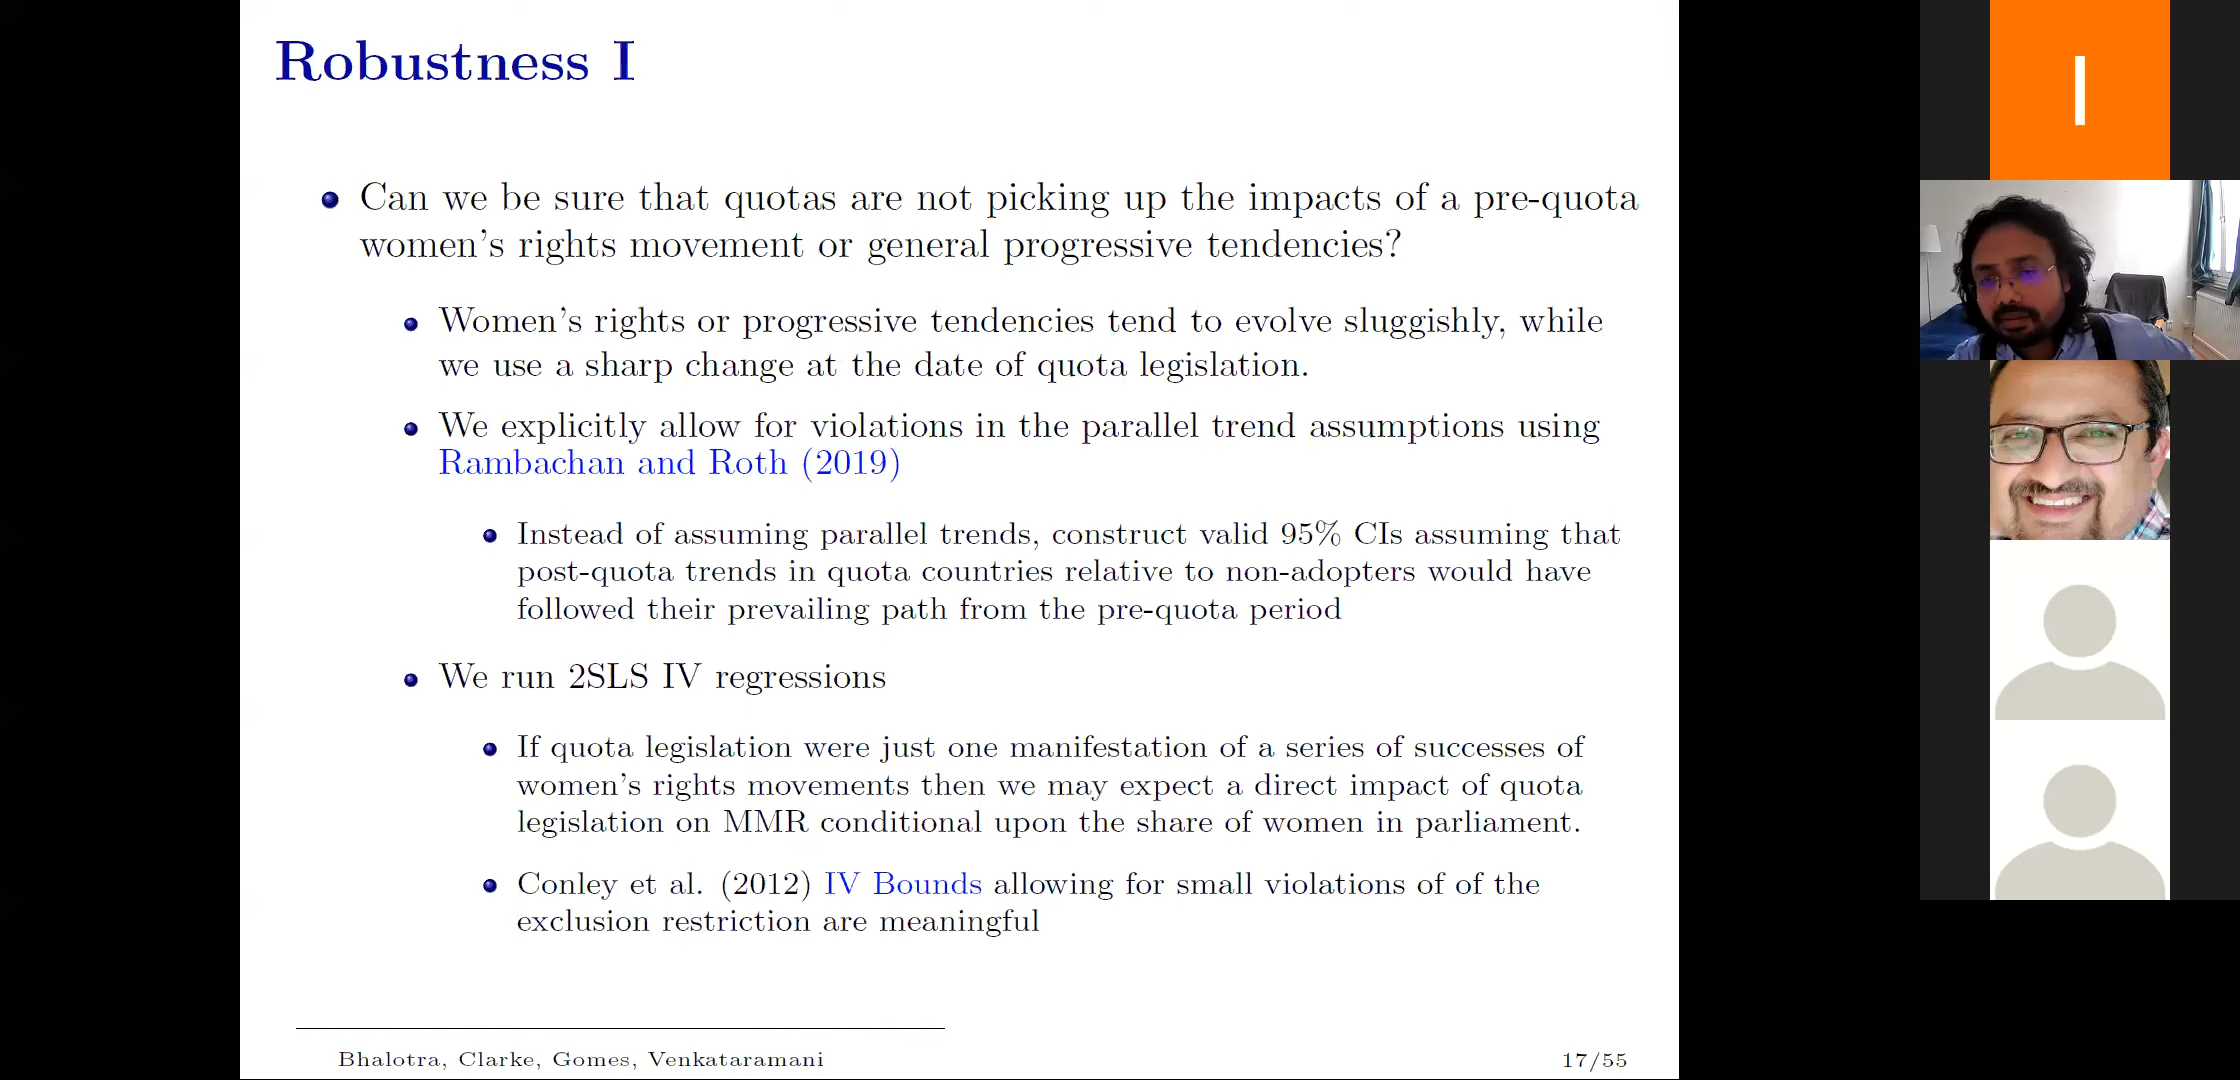 Robustness I
Can we be sure that quotas are not picking up the impacts of a pre-quota
women's rights movement or general progressive tendencies?
Women's rights or progressive tendencies tend to evolve sluggishly, while
we use a sharp change at the date of quota legislation.
We explicitly allow for violations in the parallel trend assumptions using
Rambachan and Roth (2019)
Instead of assuming parallel trends, construct valid 95% CIs assuming that
post-quota trends in quota countries relative to non-adopters would have
followed their prevailing path from the pre-quota period
We run 2SLS IV regressions
If quota legislation were just one manifestation of a series of successes of
women's rights movements then we may expect a direct impact of quota
legislation on MMR conditional upon the share of women in parliament.
Conley et al. (2012) IV Bounds allowing for small violations of of the
exclusion restriction are meaningful
Bhalotra, Clarke, Gomes, Venkataramani
17/55
I